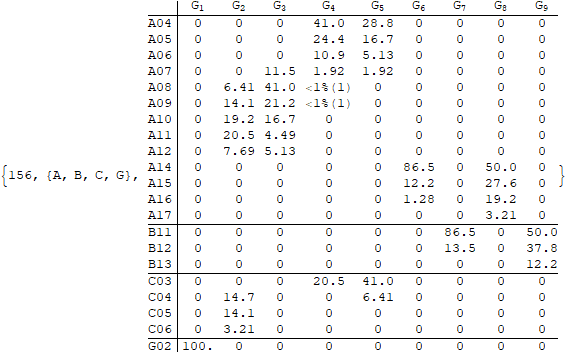 G1 G2 G3 G4 G5 G6 G7 G8 G9
A04 0 0 0 41.0 28.8 0 0 0 0
A05 0 0 0 24.4 16.7 0 0 0 0
A06 0 0 0 10.9 5.13 0 0 0 0
A07 0 0 11.5 1.92 1.92 0 0 0 0
A08 0 6.41 41.0 <1%(1) 0 0 0 0 0
A09 0 14.1 21.2 <1%(1) 0 0 0 0 0
A10 0 19.2 16.7 0 0 0 0 0 0
A11 0 20.5 4.49 0 0 0 0 0 0
A12 0 7.69 5.13 0 0 0 0 0 0
{156, {A, B, C, G}, A14 0 0 0 0 0 86.5 0 50.0 0 }
A15 0 0 0 0 0 12.2 0 27.6 0
A16 0 0 0 0 0 1.28 0 19.2 0
A17 0 0 0 0 0 0 0 3.21 0
B11 0 0 0 0 0 0 86.5 0 50.0
B12 0 0 0 0 0 0 13.5 0 37.8
B13 0 0 0 0 0 0 0 0 12.2
C03 0 0 0 20.5 41.0 0 0 0 0
C04 0 14.7 0 0 6.41 0 0 0 0
C05 0 14.1 0 0 0 0 0 0 0
C06 0 3.21 0 0 0 0 0 0 0
G02 100. 0 0 0 0 0 0 0 0